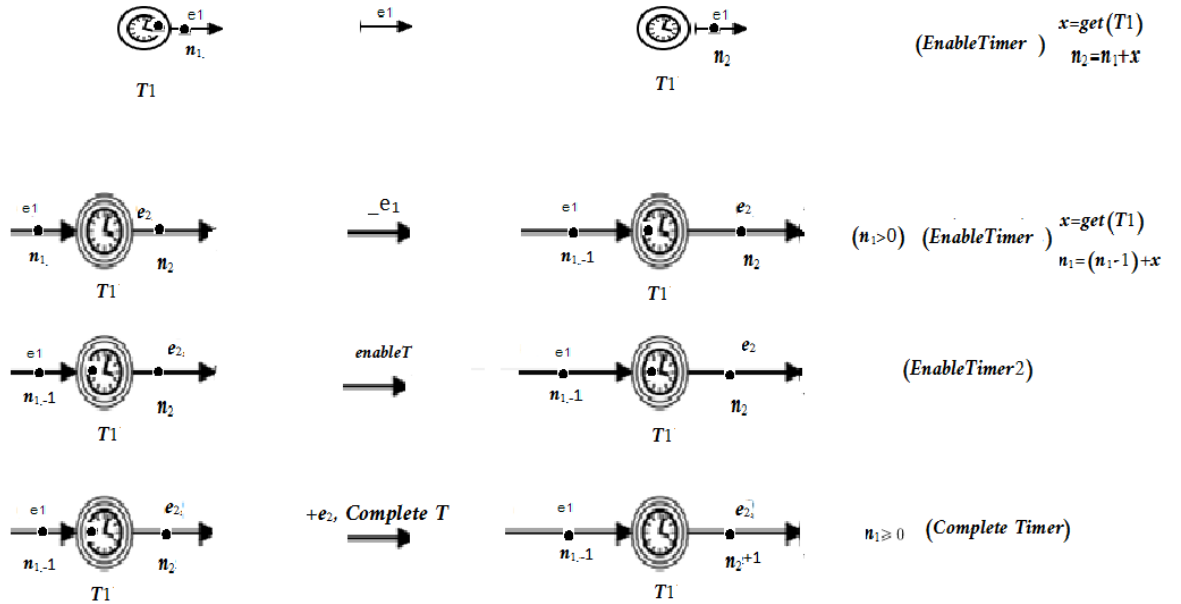 e1 e1 e1 x=get(T1)
n₁. n₂ (EnableTimer ) n₂=n₁+x
T1 T1
e1 e₂ _e₁ e1 e₂ (n₁>0) (EnableTimer ) x=get(T1)
n₁. n₂ n₁.-1 n₂ n₁=(n₁-1)+x
T1 T1
e1 e₂ enableT e1 e₂ (EnableTimer2)
n₁.-1 n₂ n₁.-1 n₂
T1 T1
e1 e₂ +e₂, Complete T e1 e₂ n₁⩾0 (Complete Timer)
n₁.-1 n₂ n₁.-1 n₂+1
T1 T1